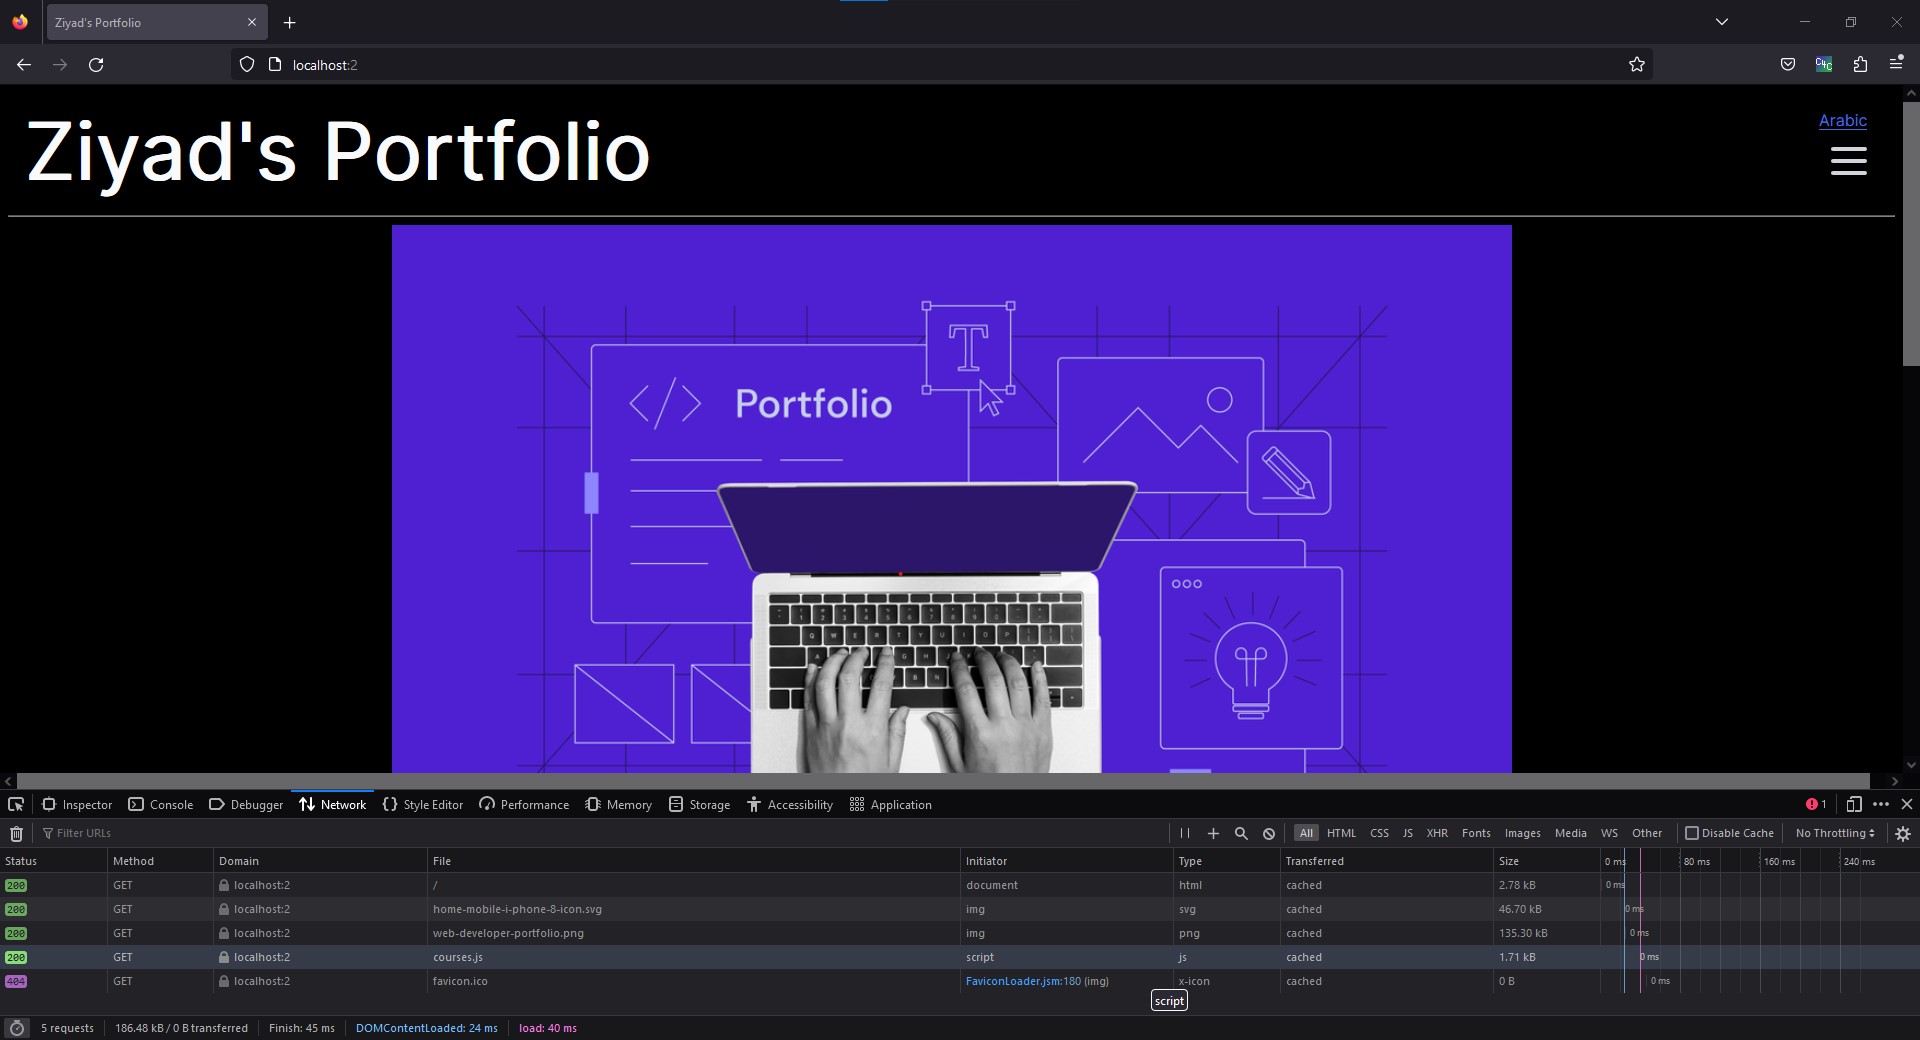 Ziyad's Portfolio
localhost:2
Ziyad's Portfolio
Arabic
T
</> Portfolio
Inspector Console Debugger Network Style Editor Performance Memory Storage Accessibility Application 1
Filter URLs All HTML CSS JS XHR Fonts Images Media WS Other Disable Cache No Throttling
Status Method Domain File Initiator Type Transferred Size 0 ms 80 ms 160 ms 240 ms
200 GET localhost:2 / document html cached 2.78 kB 0 ms
200 GET localhost:2 home-mobile-i-phone-8-icon.svg img svg cached 46.70 kB 0 ms
200 GET localhost:2 web-developer-portfolio.png img png cached 135.30 kB 0 ms
200 GET localhost:2 courses.js script js cached 1.71 kB 0 ms
404 GET localhost:2 favicon.ico FaviconLoader.jsm:180 (img) x-icon 0 B 0 ms
script
5 requests 186.48 kB / 0 B transferred Finish: 45 ms DOMContentLoaded: 24 ms load: 40 ms